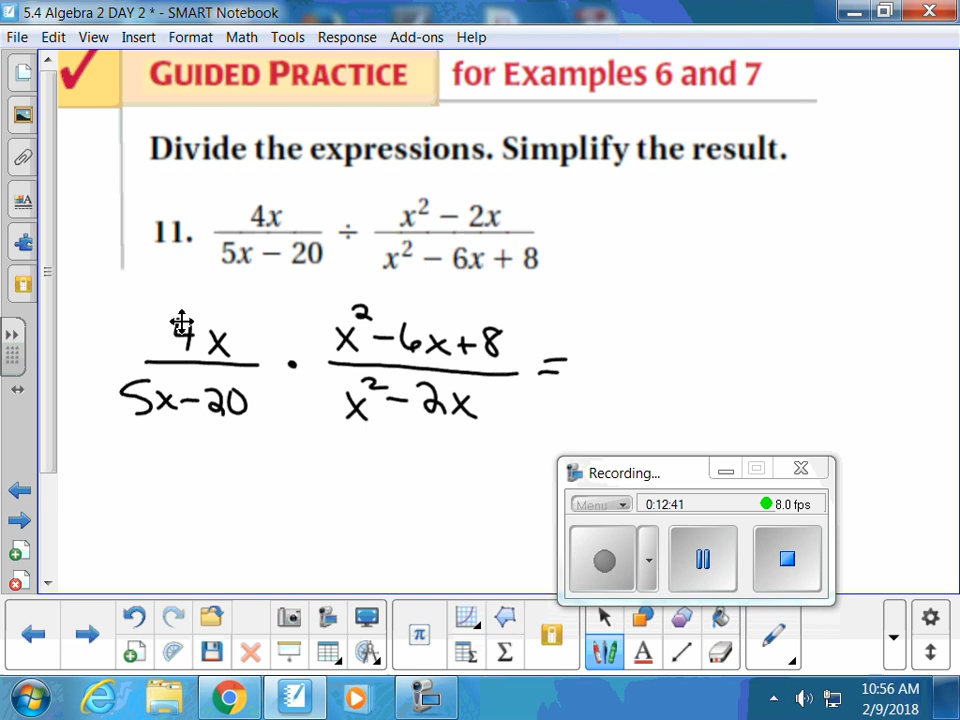 5.4 Algebra 2 DAY 2 * - SMART Notebook
File Edit View Insert Format Math Tools Response Add-ons Help
GUIDED PRACTICE for Examples 6 and 7
Divide the expressions. Simplify the result.
11. 4x / 5x − 20 ÷ x² − 2x / x² − 6x + 8
4x / 5x − 20 · x² − 6x + 8 / x² − 2x =
Recording...
Menu 0:12:41 8.0 fps
π Σ A
10:56 AM
2/9/2018